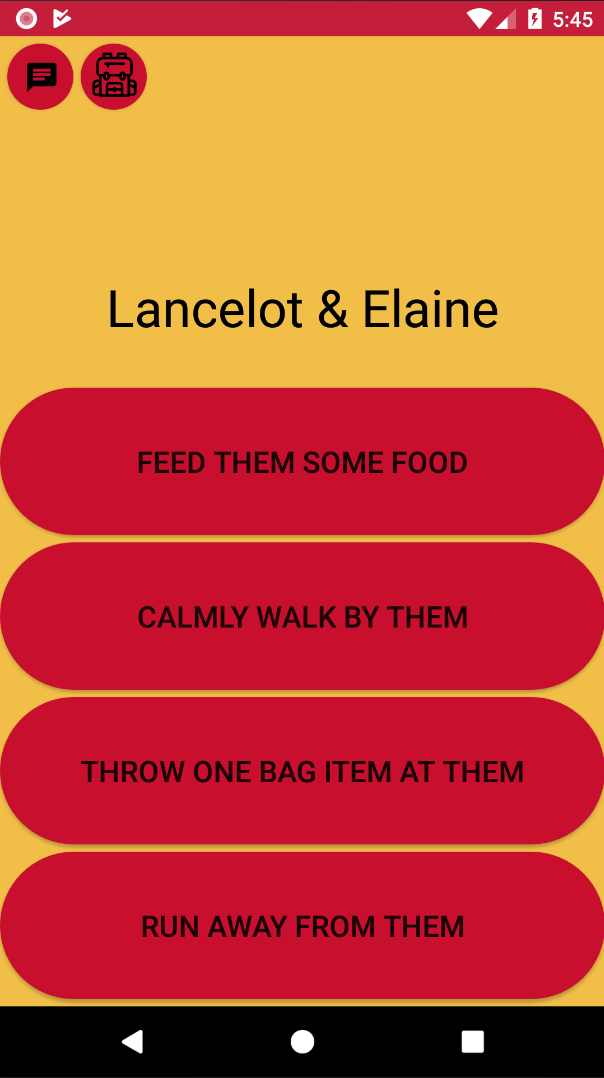 5:45
Lancelot & Elaine
FEED THEM SOME FOOD
CALMLY WALK BY THEM
THROW ONE BAG ITEM AT THEM
RUN AWAY FROM THEM